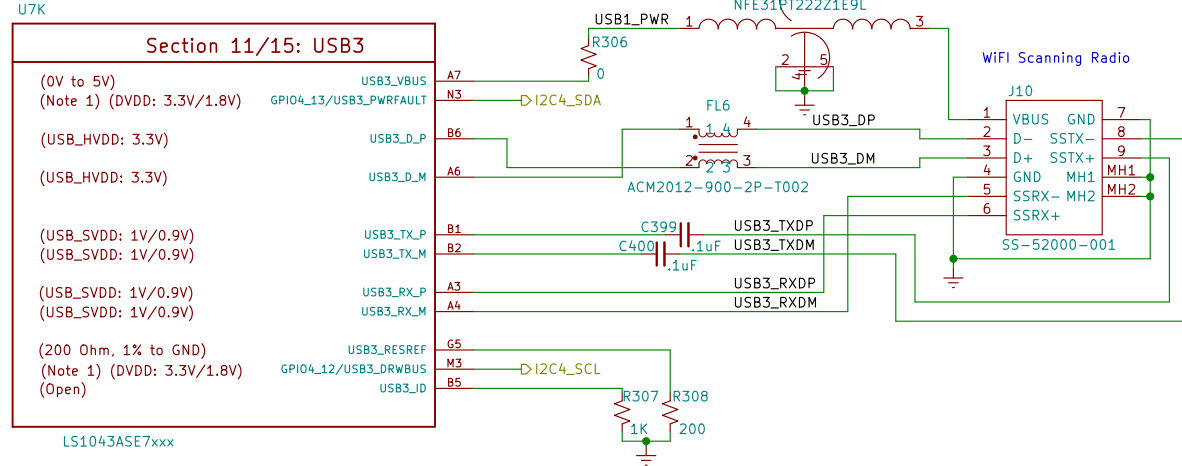 U7K
NFE31PT222Z1E9L
USB1_PWR
1
3
Section 11/15: USB3
R306
2
5
4
WiFI Scanning Radio
(0V to 5V)
USB3_VBUS
A7
0
(Note 1) (DVDD: 3.3V/1.8V)
GPIO4_13/USB3_PWRFAULT
N3
I2C4_SDA
J10
FL6
1
4
1 4
USB3_DP
1
VBUS
GND
7
(USB_HVDD: 3.3V)
USB3_D_P
B6
2
D-
SSTX-
8
2
3
2 3
USB3_DM
3
D+
SSTX+
9
(USB_HVDD: 3.3V)
USB3_D_M
A6
4
GND
MH1
MH1
ACM2012-900-2P-T002
5
SSRX-
MH2
MH2
6
SSRX+
(USB_SVDD: 1V/0.9V)
USB3_TX_P
B1
C399
.1uF
USB3_TXDP
SS-52000-001
(USB_SVDD: 1V/0.9V)
USB3_TX_M
B2
C400
.1uF
USB3_TXDM
(USB_SVDD: 1V/0.9V)
USB3_RX_P
A3
USB3_RXDP
(USB_SVDD: 1V/0.9V)
USB3_RX_M
A4
USB3_RXDM
(200 Ohm, 1% to GND)
USB3_RESREF
G5
(Note 1) (DVDD: 3.3V/1.8V)
GPIO4_12/USB3_DRWBUS
M3
I2C4_SCL
(Open)
USB3_ID
B5
R307
R308
1K
200
LS1043ASE7xxx